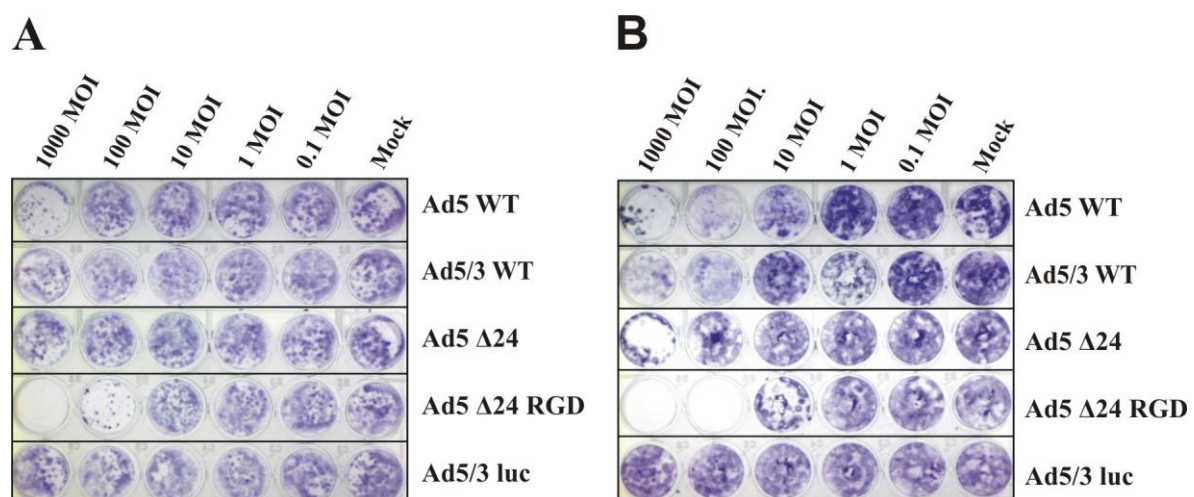 A
1000 MOI
100 MOI
10 MOI
1 MOI
0.1 MOI
Mock
Ad5 WT
Ad5/3 WT
Ad5 Δ24
Ad5 Δ24 RGD
Ad5/3 luc
B
1000 MOI
100 MOI.
10 MOI
1 MOI
0.1 MOI
Mock
Ad5 WT
Ad5/3 WT
Ad5 Δ24
Ad5 Δ24 RGD
Ad5/3 luc